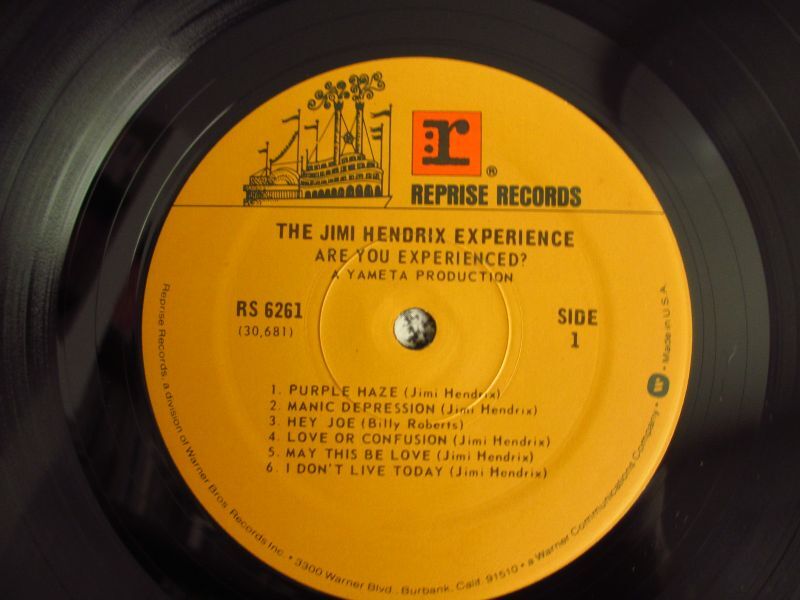 r
®
REPRISE RECORDS
THE JIMI HENDRIX EXPERIENCE
ARE YOU EXPERIENCED?
A YAMETA PRODUCTION
RS 6261
(30,681)
SIDE
1
1. PURPLE HAZE (Jimi Hendrix)
2. MANIC DEPRESSION (Jimi Hendrix)
3. HEY JOE (Billy Roberts)
4. LOVE OR CONFUSION (Jimi Hendrix)
5. MAY THIS BE LOVE (Jimi Hendrix)
6. I DON'T LIVE TODAY (Jimi Hendrix)
Reprise Records, a division of Warner Bros. Records Inc. • 3300 Warner Blvd., Burbank, Calif. 91510 • a Warner Communications Company • W • Made in U.S.A.